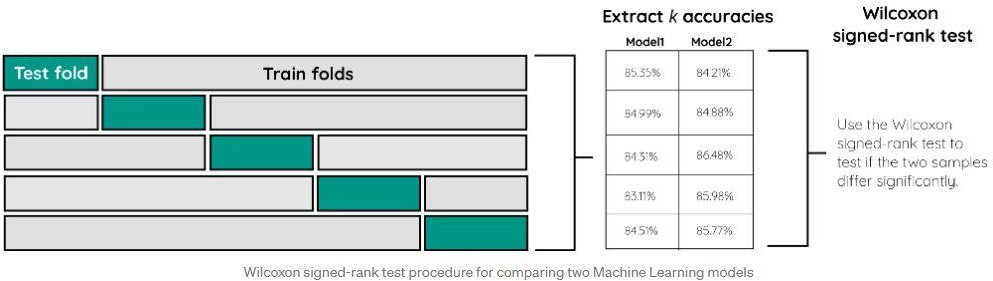 Extract k accuracies
Wilcoxon
signed-rank test
Model1 Model2
Test fold Train folds
85.35% 84.21%
84.99% 84.88%
84.31% 86.48%
83.11% 85.98%
84.51% 85.77%
Use the Wilcoxon
signed-rank test to
test if the two samples
differ significantly.
Wilcoxon signed-rank test procedure for comparing two Machine Learning models